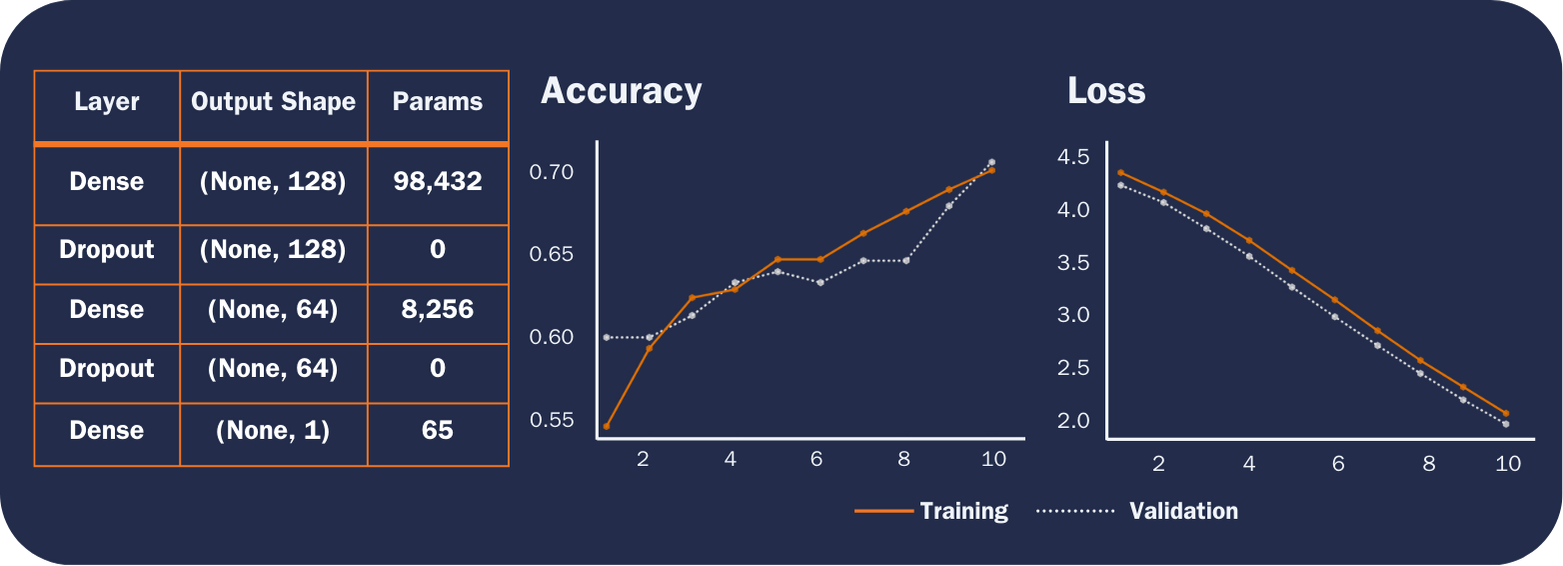 Layer Output Shape Params
Dense (None, 128) 98,432
Dropout (None, 128) 0
Dense (None, 64) 8,256
Dropout (None, 64) 0
Dense (None, 1) 65
Accuracy
0.70
0.65
0.60
0.55
2 4 6 8 10
Loss
4.5
4.0
3.5
3.0
2.5
2.0
2 4 6 8 10
Training Validation